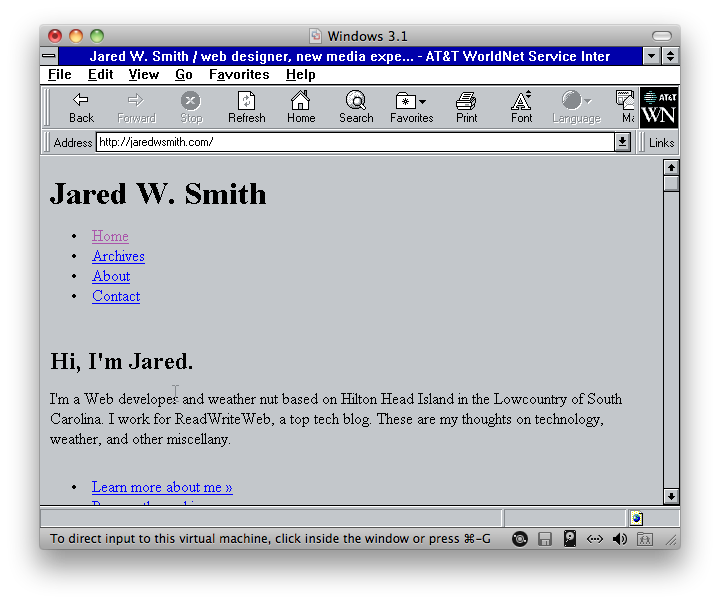 Windows 3.1
Jared W. Smith / web designer, new media expe... - AT&T WorldNet Service Inter
File Edit View Go Favorites Help
Back Forward Stop Refresh Home Search Favorites Print Font Language Ma
AT&T
WN
Address http://jaredwsmith.com/ Links
Jared W. Smith
• Home
• Archives
• About
• Contact
Hi, I'm Jared.
I'm a Web developer and weather nut based on Hilton Head Island in the Lowcountry of South
Carolina. I work for ReadWriteWeb, a top tech blog. These are my thoughts on technology,
weather, and other miscellany.
• Learn more about me »
To direct input to this virtual machine, click inside the window or press ⌘-G